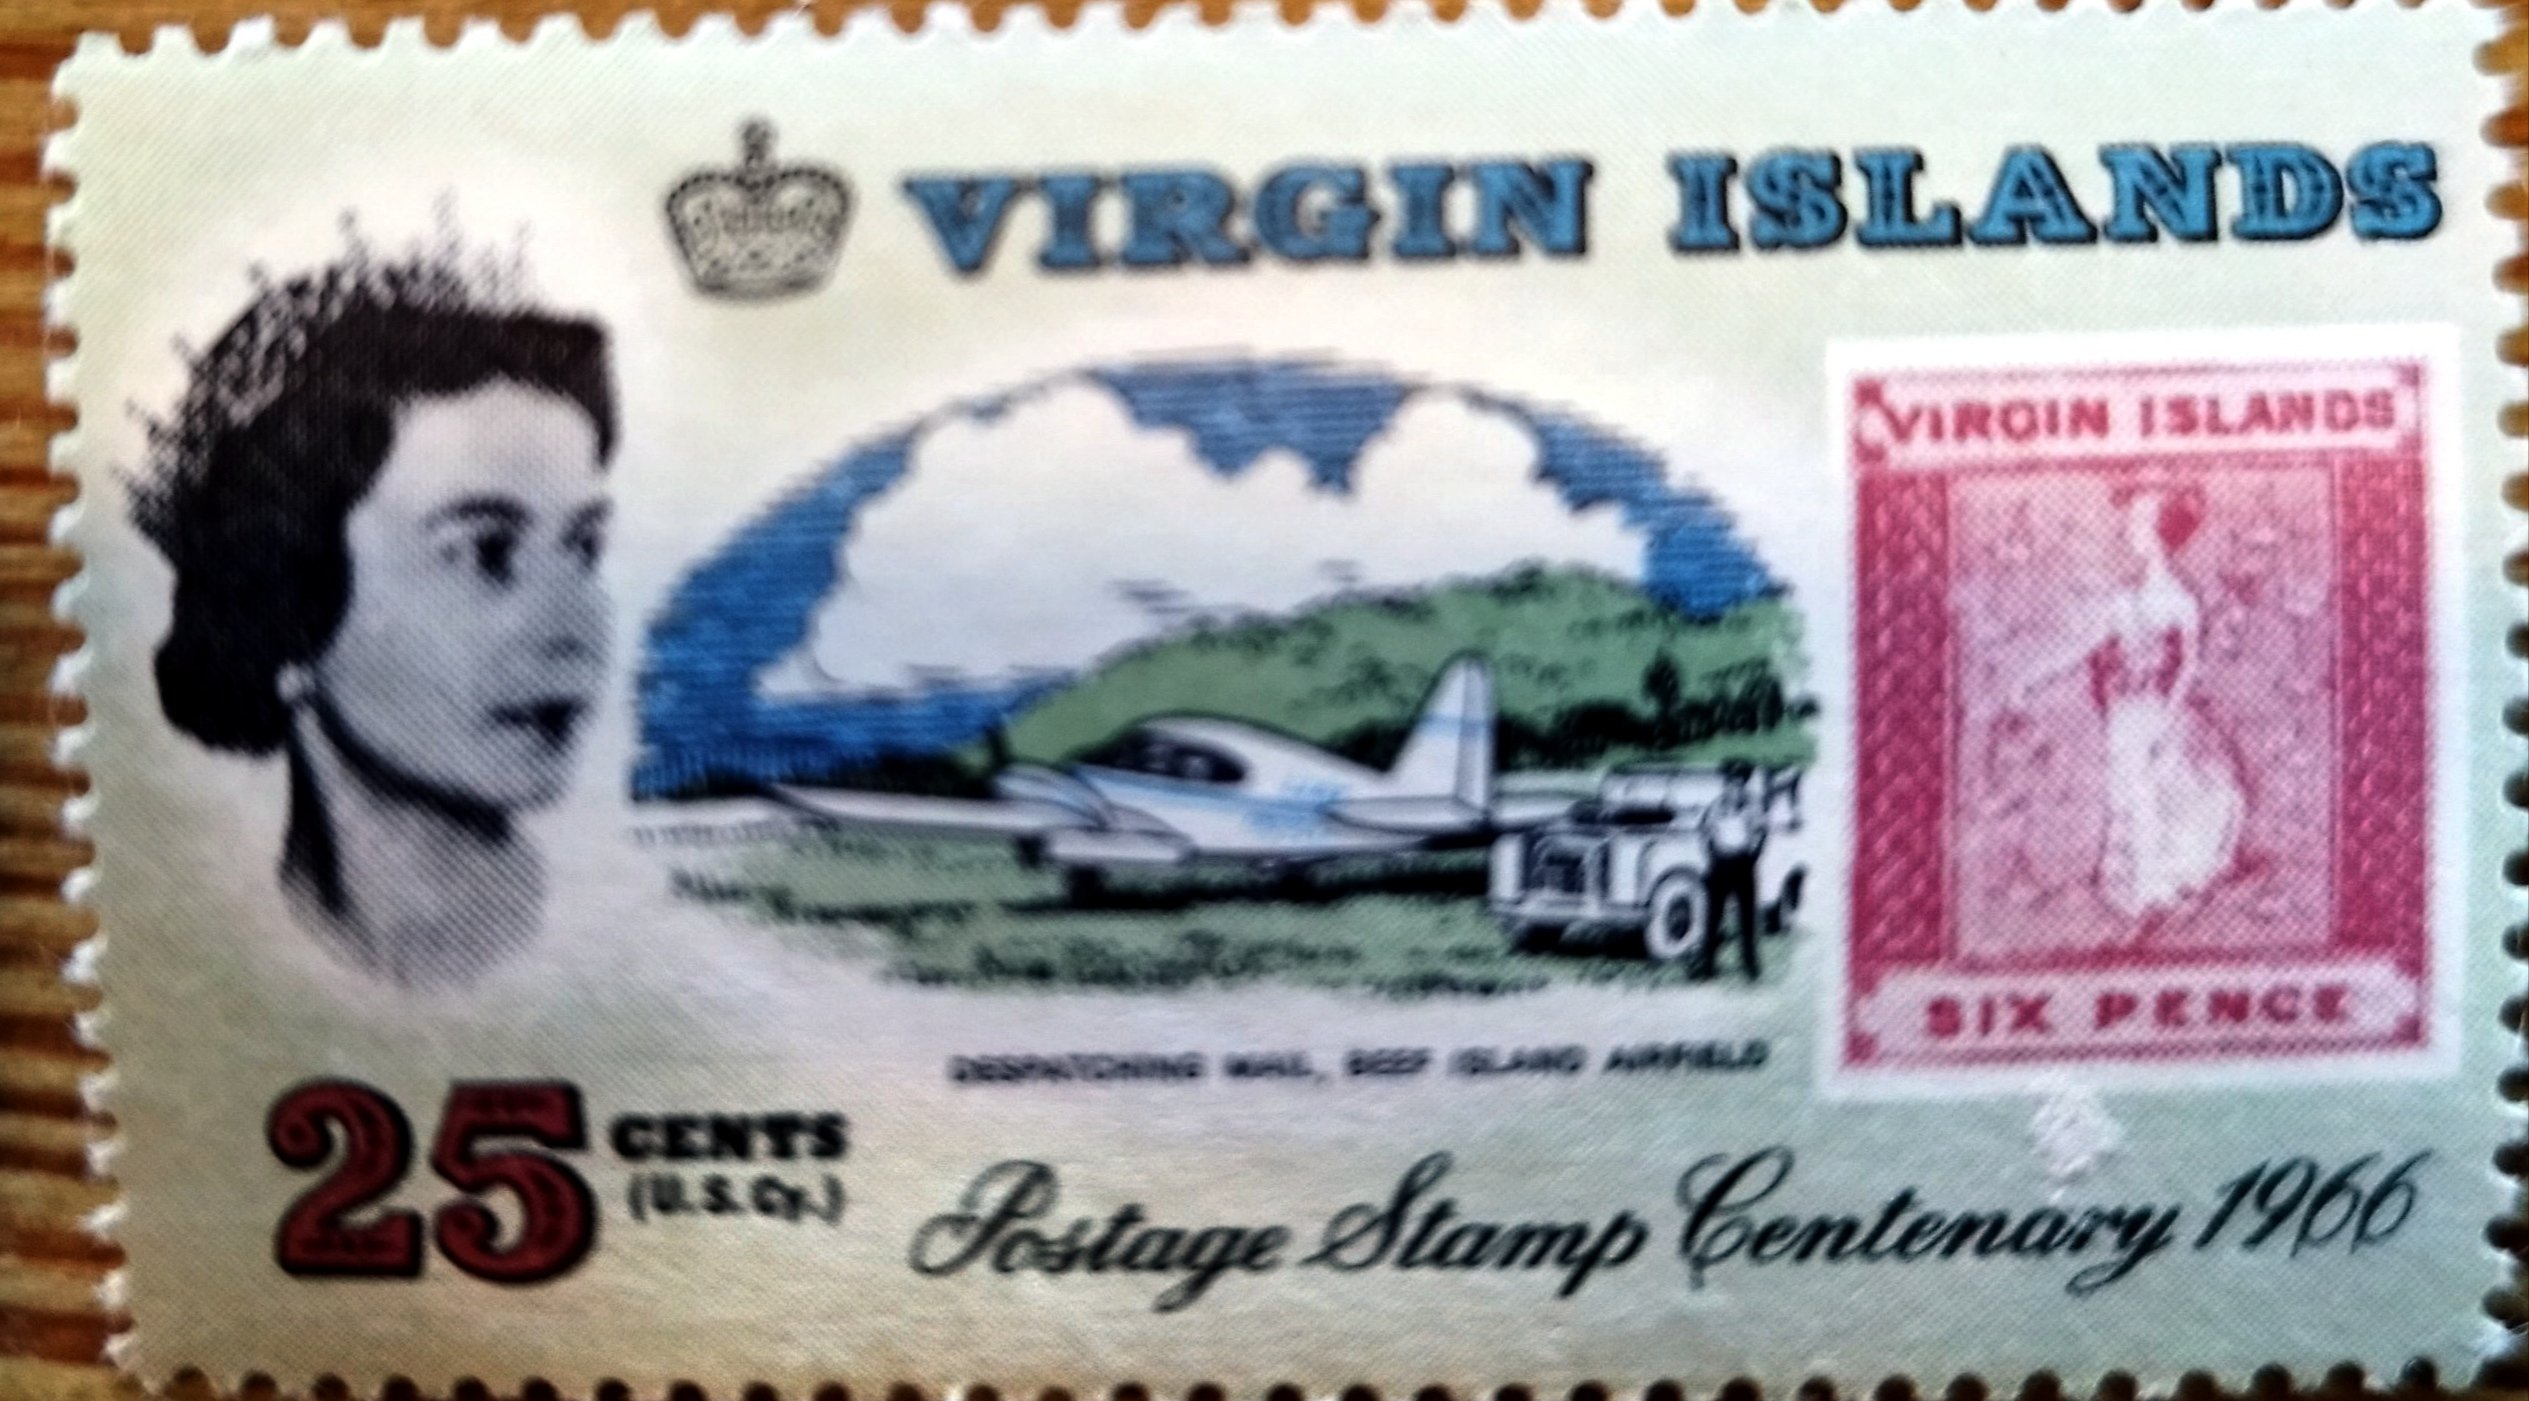 VIRGIN ISLANDS
VIRGIN ISLANDS
SIX PENCE
DESPATCHING MAIL, BEEF ISLAND AIRFIELD
25 CENTS
(U.S.Cy.)
Postage Stamp Centenary 1966